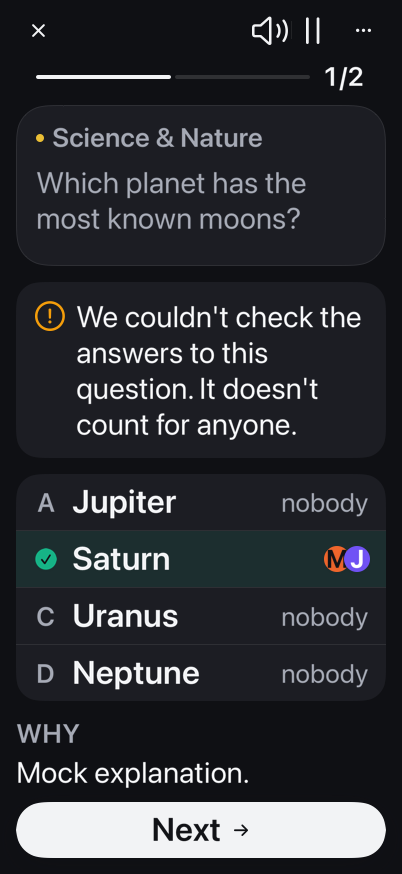 1/2
Science & Nature
Which planet has the
most known moons?
We couldn't check the
answers to this
question. It doesn't
count for anyone.
A Jupiter nobody
Saturn M J
C Uranus nobody
D Neptune nobody
WHY
Mock explanation.
Next →